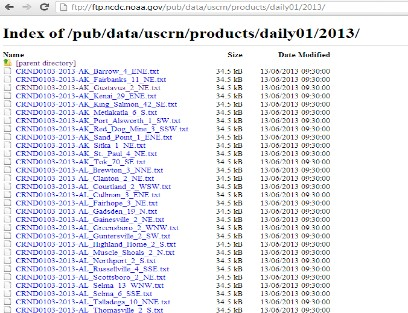 ftp://ftp.ncdc.noaa.gov/pub/data/uscrn/products/daily01/2013/
Index of /pub/data/uscrn/products/daily01/2013/
Name Size Date Modified
[parent directory]
CRND0103-2013-AK_Barrow_4_ENE.txt 34.5 kB 13/06/2013 09:30:00
CRND0103-2013-AK_Fairbanks_11_NE.txt 34.5 kB 13/06/2013 09:30:00
CRND0103-2013-AK_Gustavus_2_NE.txt 34.5 kB 13/06/2013 09:30:00
CRND0103-2013-AK_Kenai_29_ENE.txt 34.5 kB 13/06/2013 09:30:00
CRND0103-2013-AK_King_Salmon_42_SE.txt 34.5 kB 13/06/2013 09:30:00
CRND0103-2013-AK_Metlakatla_6_S.txt 34.5 kB 13/06/2013 09:30:00
CRND0103-2013-AK_Port_Alsworth_1_SW.txt 34.5 kB 13/06/2013 09:30:00
CRND0103-2013-AK_Red_Dog_Mine_3_SSW.txt 34.5 kB 13/06/2013 09:30:00
CRND0103-2013-AK_Sand_Point_1_ENE.txt 34.5 kB 13/06/2013 09:30:00
CRND0103-2013-AK_Sitka_1_NE.txt 34.5 kB 13/06/2013 09:30:00
CRND0103-2013-AK_St._Paul_4_NE.txt 34.5 kB 13/06/2013 09:30:00
CRND0103-2013-AK_Tok_70_SE.txt 34.5 kB 13/06/2013 09:30:00
CRND0103-2013-AL_Brewton_3_NNE.txt 34.5 kB 13/06/2013 09:30:00
CRND0103-2013-AL_Clanton_2_NE.txt 34.5 kB 13/06/2013 09:30:00
CRND0103-2013-AL_Courtland_2_WSW.txt 34.5 kB 13/06/2013 09:30:00
CRND0103-2013-AL_Cullman_3_ENE.txt 34.5 kB 13/06/2013 09:30:00
CRND0103-2013-AL_Fairhope_3_NE.txt 34.5 kB 13/06/2013 09:30:00
CRND0103-2013-AL_Gadsden_19_N.txt 34.5 kB 13/06/2013 09:30:00
CRND0103-2013-AL_Gainesville_2_NE.txt 34.5 kB 13/06/2013 09:30:00
CRND0103-2013-AL_Greensboro_2_WNW.txt 34.5 kB 13/06/2013 09:30:00
CRND0103-2013-AL_Guntersville_2_SW.txt 34.5 kB 13/06/2013 09:30:00
CRND0103-2013-AL_Highland_Home_2_S.txt 34.5 kB 13/06/2013 09:30:00
CRND0103-2013-AL_Muscle_Shoals_2_N.txt 34.5 kB 13/06/2013 09:30:00
CRND0103-2013-AL_Northport_2_S.txt 34.5 kB 13/06/2013 09:30:00
CRND0103-2013-AL_Russellville_4_SSE.txt 34.5 kB 13/06/2013 09:30:00
CRND0103-2013-AL_Scottsboro_2_NE.txt 34.5 kB 13/06/2013 09:30:00
CRND0103-2013-AL_Selma_13_WNW.txt 34.5 kB 13/06/2013 09:30:00
CRND0103-2013-AL_Selma_6_SSE.txt 34.5 kB 13/06/2013 09:30:00
CRND0103-2013-AL_Talladega_10_NNE.txt 34.5 kB 13/06/2013 09:30:00
CRND0103-2013-AL_Thomasville_2_S.txt 34.5 kB 13/06/2013 09:30:00